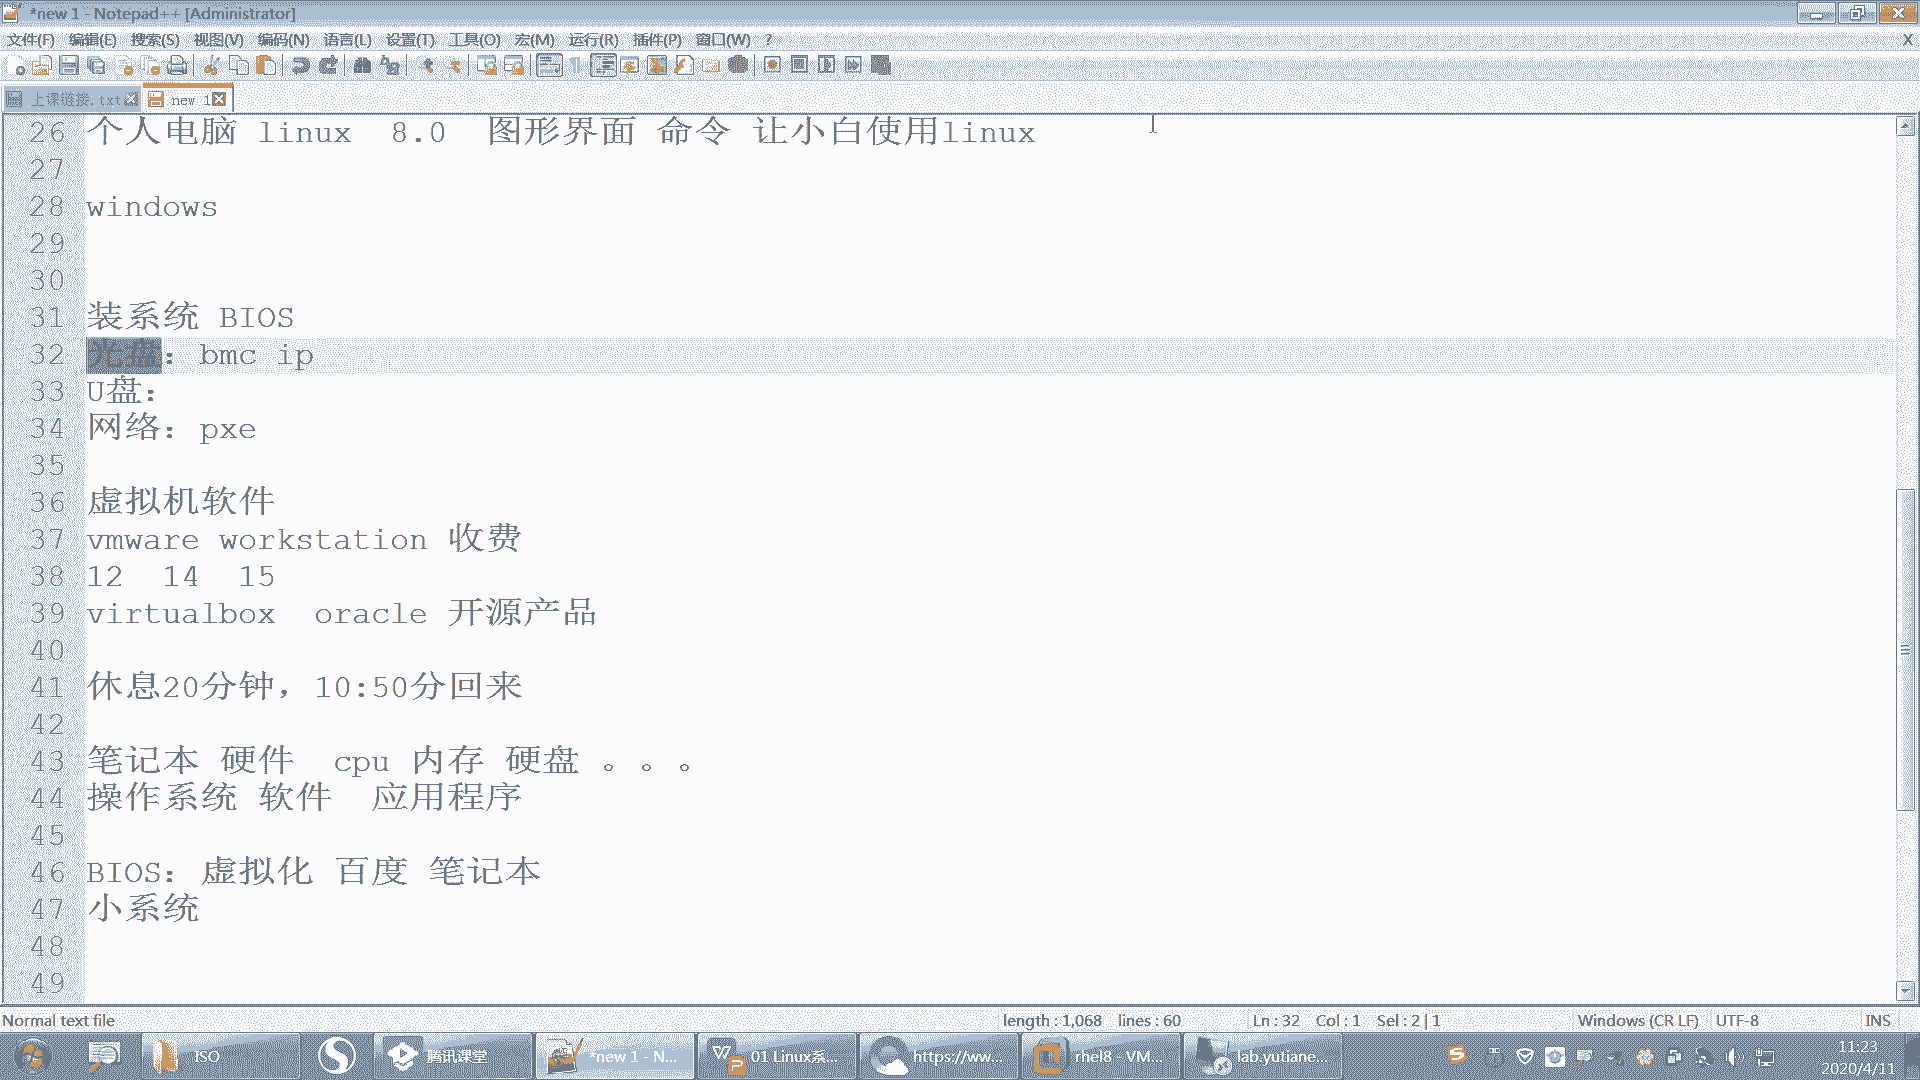 *new 1 - Notepad++ [Administrator]
文件(F) 编辑(E) 搜索(S) 视图(V) 编码(N) 语言(L) 设置(T) 工具(O) 宏(M) 运行(R) 插件(P) 窗口(W) ? X
上课链接.txt new 1
26 个人电脑 linux 8.0 图形界面 命令 让小白使用linux
27
28 windows
29
30
31 装系统 BIOS
32 光盘：bmc ip
33 U盘：
34 网络：pxe
35
36 虚拟机软件
37 vmware workstation 收费
38 12 14 15
39 virtualbox oracle 开源产品
40
41 休息20分钟，10:50分回来
42
43 笔记本 硬件 cpu 内存 硬盘 。。。
44 操作系统 软件 应用程序
45
46 BIOS：虚拟化 百度 笔记本
47 小系统
48
49
Normal text file length : 1,068 lines : 60 Ln : 32 Col : 1 Sel : 2 | 1 Windows (CR LF) UTF-8 INS
ISO 腾讯课堂 *new 1 - N... 01 Linux系... https://ww... rhel8 - VM... lab.yutiane... 11:23
2020/4/11